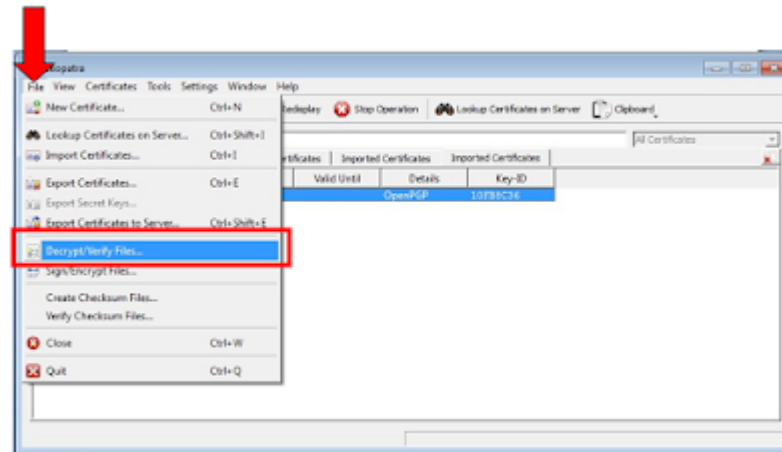 File View Certificates Tools Settings Window Help
New Certificate... Ctrl+N
Redisplay Stop Operation Lookup Certificates on Server Clipboard
Lookup Certificates on Server... Ctrl+Shift+I
All Certificates
Import Certificates... Ctrl+I
Imported Certificates Imported Certificates
Export Certificates... Ctrl+E
Valid Until Details Key-ID
Export Secret Keys...
OpenPGP
Export Certificates to Server... Ctrl+Shift+E
Decrypt/Verify Files...
Sign/Encrypt Files...
Create Checksum Files...
Verify Checksum Files...
Close Ctrl+W
Quit Ctrl+Q